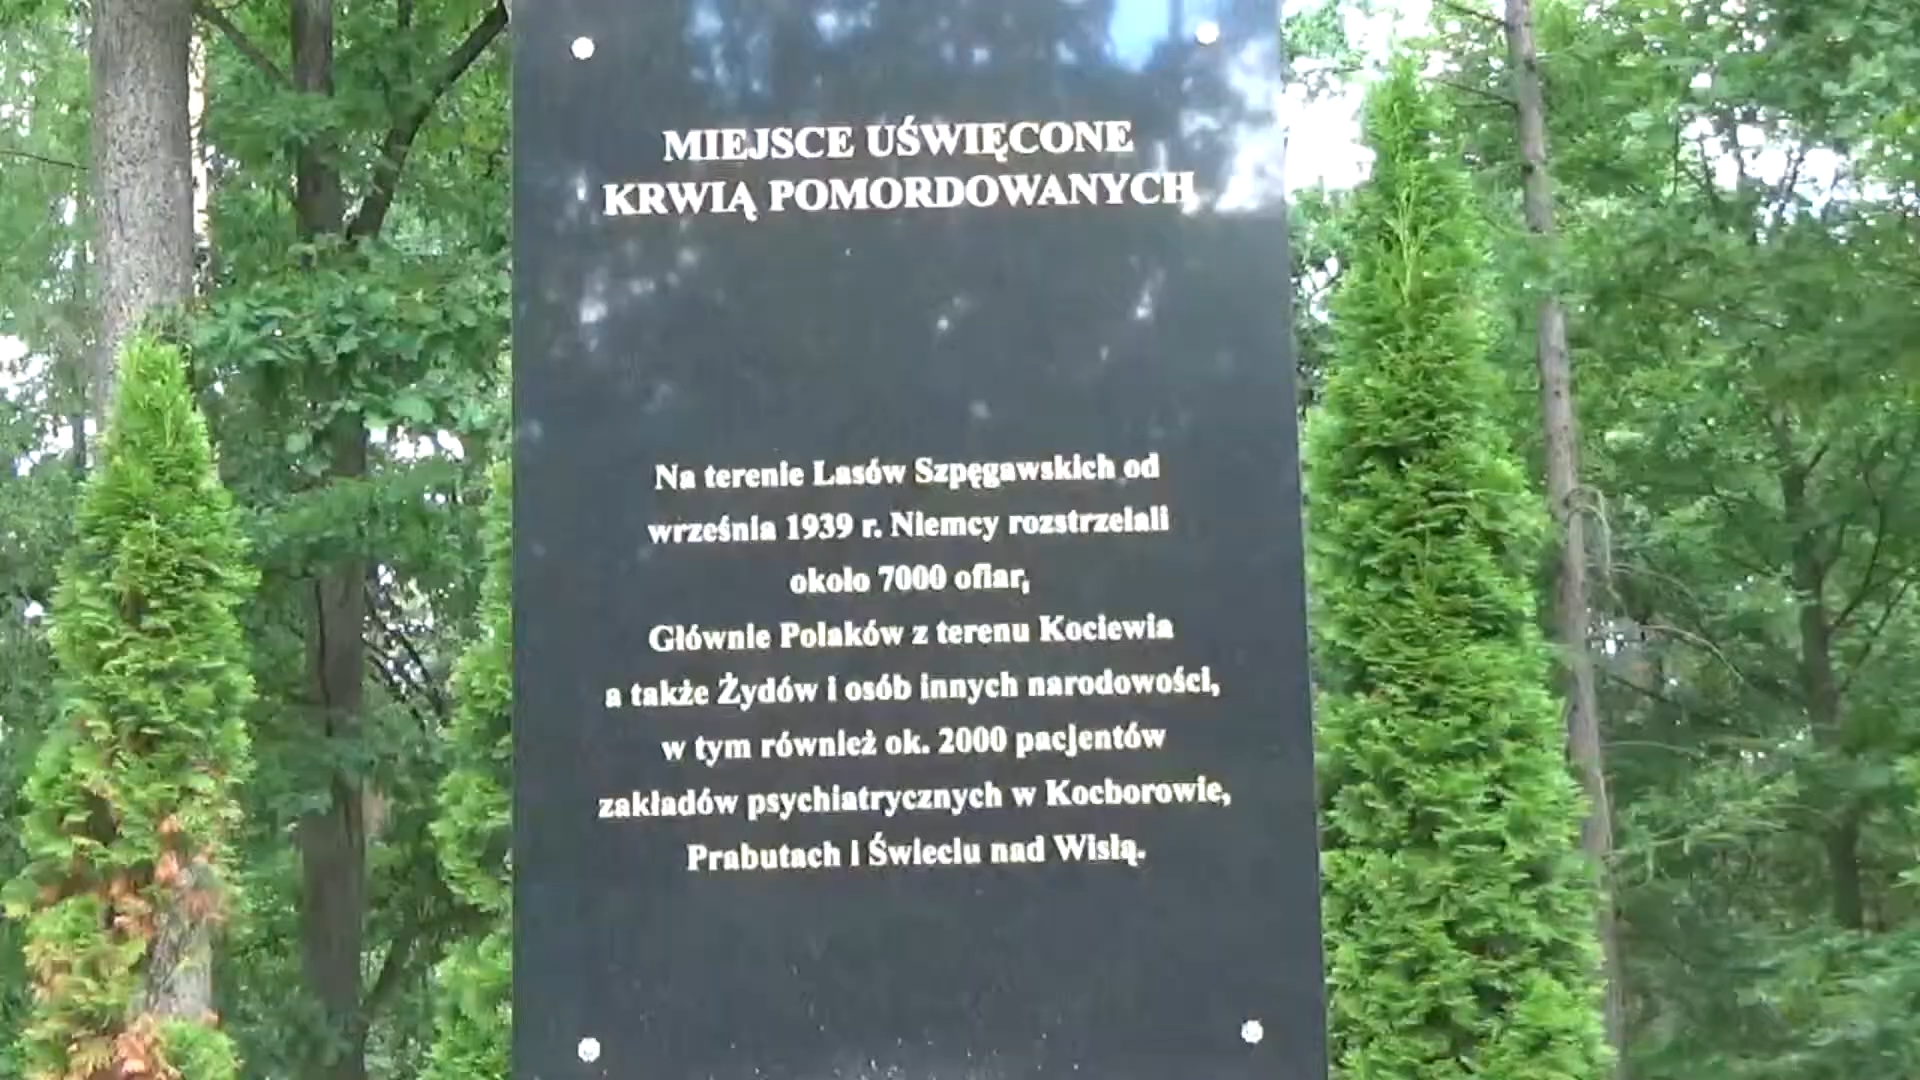 MIEJSCE UŚWIĘCONE
KRWIĄ POMORDOWANYCH
Na terenie Lasów Szpęgawskich od
września 1939 r. Niemcy rozstrzelali
około 7000 ofiar,
Głównie Polaków z terenu Kociewia
a także Żydów i osób innych narodowości,
w tym również ok. 2000 pacjentów
zakładów psychiatrycznych w Kocborowie,
Prabutach i Świeciu nad Wisłą.